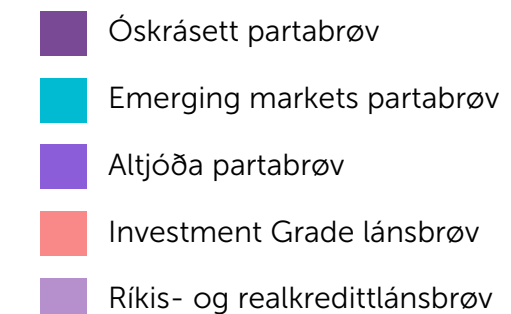 Óskrásett partabrøv
Emerging markets partabrøv
Altjóða partabrøv
Investment Grade lánsbrøv
Ríkis- og realkredittlánsbrøv